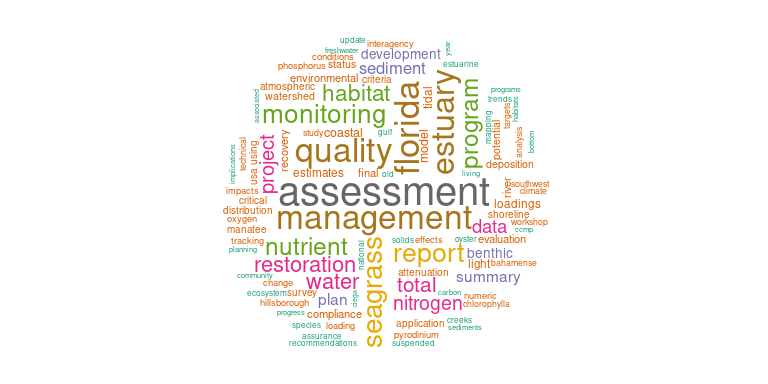 update
interagency
freshwater
year
conditions
development
phosphorus
status
sediment
estuarine
environmental
criteria
atmospheric
habitat
watershed
tidal
programs
trends
associated
monitoring
florida
estuary
program
targets
habitats
study
coastal
gulf
mapping
potential
analysis
bottom
technical
usa using
recovery
quality
model
deposition
implications
project
estimates
final
old
living
impacts
assessment
river
southwest
climate
critical
loadings
distribution
management
shoreline
oxygen
data
workshop
manatee
ccmp
tracking
nutrient
solids
effects
oyster
evaluation
planning
national
report
benthic
restoration
light
bahamense
community
seagrass
attenuation
change
water
summary
ecosystem
survey
total
carbon
plan
dega
numeric
hillsborough
nitrogen
chlorophylla
progress
compliance
species
loading
application
creeks
sediments
assurance
pyrodinium
recommendations
suspended